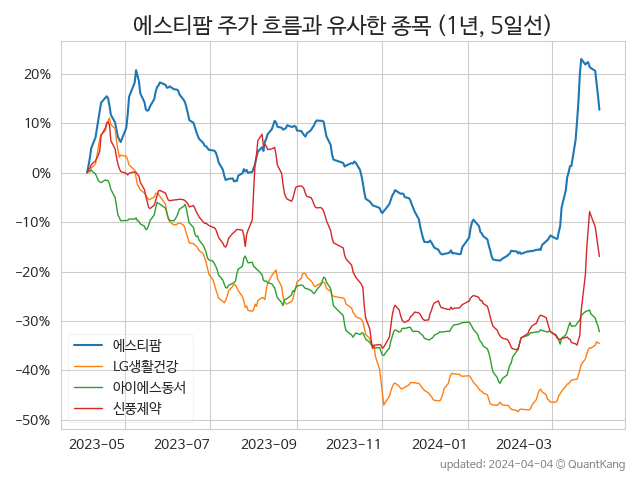 에스티팜 주가 흐름과 유사한 종목 (1년, 5일선)
20%
10%
0%
−10%
−20%
−30%
−40%
−50%
에스티팜
LG생활건강
아이에스동서
신풍제약
2023-05
2023-07
2023-09
2023-11
2024-01
2024-03
updated: 2024-04-04 © QuantKang